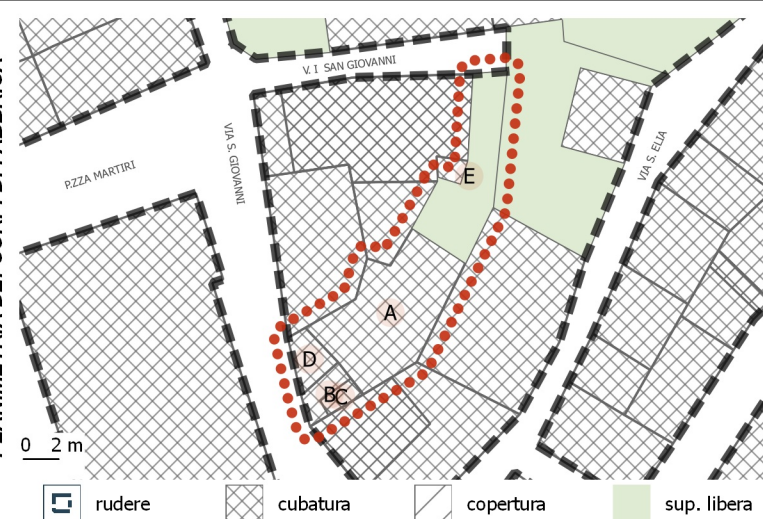 V. I SAN GIOVANNI
P.ZZA MARTIRI
VIA S. GIOVANNI
VIA S. ELIA
E
A
D
BC
0 2 m
rudere
cubatura
copertura
sup. libera